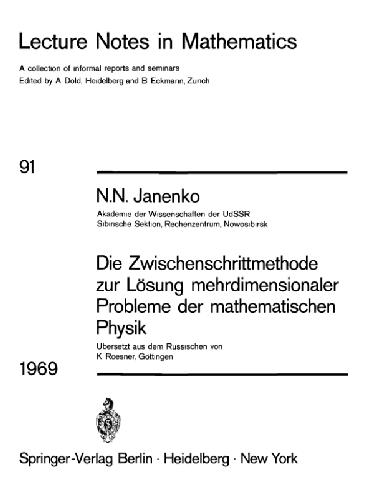 Lecture Notes in Mathematics
A collection of informal reports and seminars
Edited by A. Dold, Heidelberg and B. Eckmann, Zürich
91
N.N. Janenko
Akademie der Wissenschaften der UdSSR
Sibirische Sektion, Rechenzentrum, Nowosibirsk
Die Zwischenschrittmethode
zur Lösung mehrdimensionaler
Probleme der mathematischen
Physik
Übersetzt aus dem Russischen von
K. Roesner, Göttingen
1969
Springer-Verlag Berlin · Heidelberg · New York